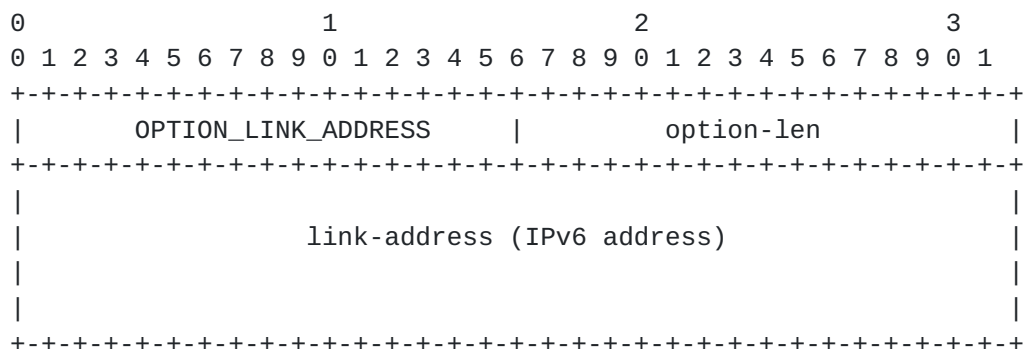 0                   1                   2                   3
0 1 2 3 4 5 6 7 8 9 0 1 2 3 4 5 6 7 8 9 0 1 2 3 4 5 6 7 8 9 0 1
+-+-+-+-+-+-+-+-+-+-+-+-+-+-+-+-+-+-+-+-+-+-+-+-+-+-+-+-+-+-+-+-+
|       OPTION_LINK_ADDRESS     |         option-len            |
+-+-+-+-+-+-+-+-+-+-+-+-+-+-+-+-+-+-+-+-+-+-+-+-+-+-+-+-+-+-+-+-+
|                                                               |
|                  link-address (IPv6 address)                  |
|                                                               |
|                                                               |
+-+-+-+-+-+-+-+-+-+-+-+-+-+-+-+-+-+-+-+-+-+-+-+-+-+-+-+-+-+-+-+-+